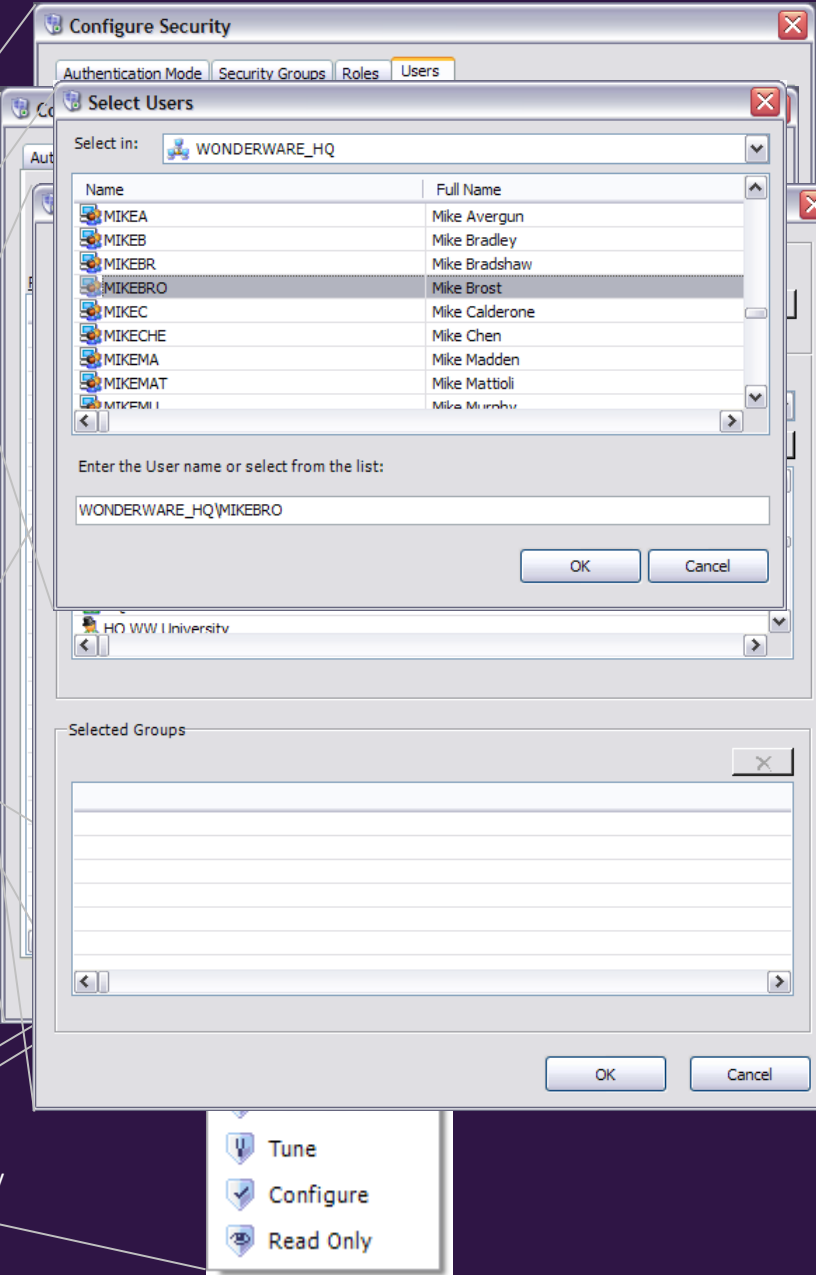 Configure Security
Authentication Mode Security Groups Roles Users
Select Users
Select in: WONDERWARE_HQ
Name Full Name
MIKEA Mike Avergun
MIKEB Mike Bradley
MIKEBR Mike Bradshaw
MIKEBRO Mike Brost
MIKEC Mike Calderone
MIKECHE Mike Chen
MIKEMA Mike Madden
MIKEMAT Mike Mattioli
MIKEMU Mike Murphy
Enter the User name or select from the list:
WONDERWARE_HQ\MIKEBRO
OK Cancel
HQ WW University
Selected Groups
OK Cancel
Tune
Configure
Read Only